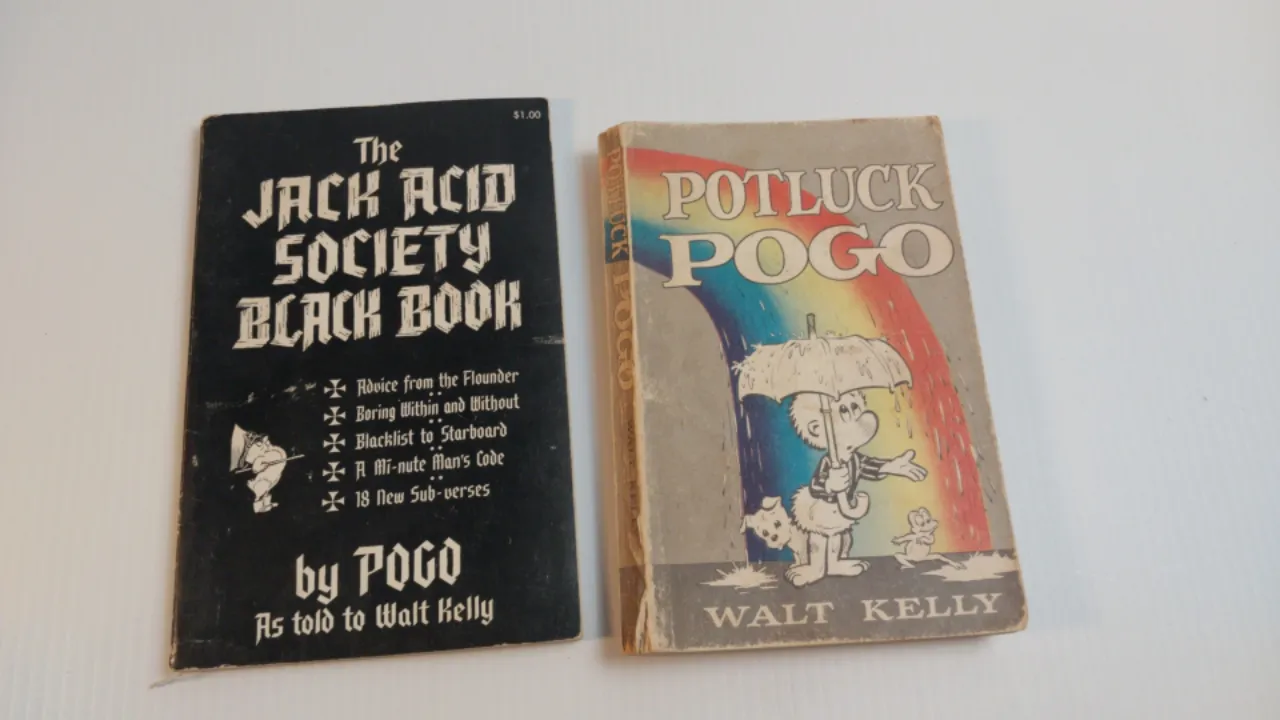 $1.00
The
JACK ACID
SOCIETY
BLACK BOOK
Advice from the Flounder
Boring Within and Without
Blacklist to Starboard
A Mi-nute Man's Code
18 New Sub-verses
by POGO
As told to Walt Kelly
POTLUCK POGO
POTLUCK
POGO
WALT KELLY